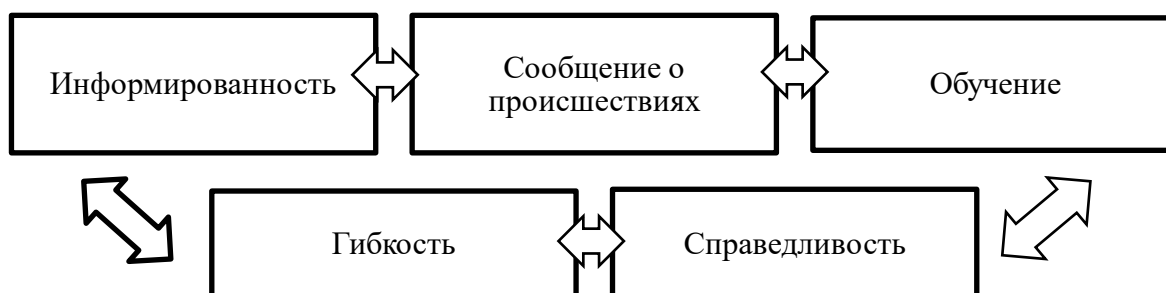 Информированность
Сообщение о
происшествиях
Обучение
Гибкость
Справедливость